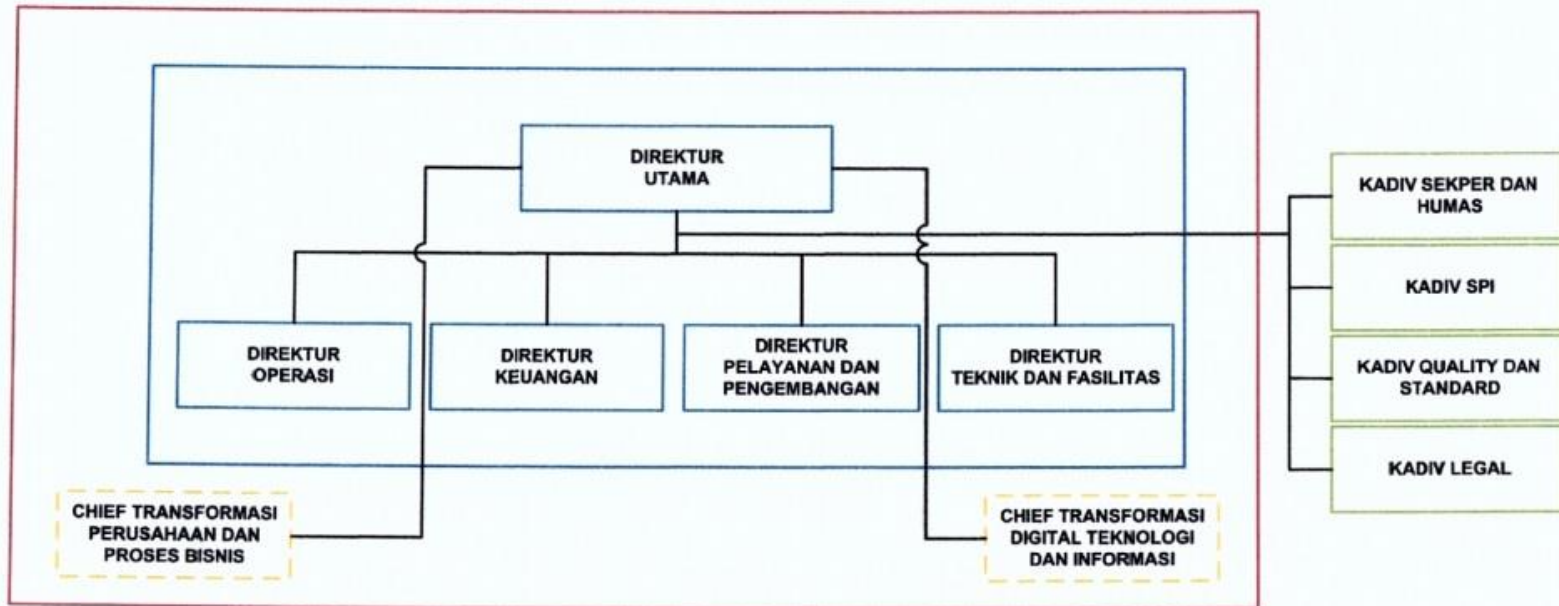 DIREKTUR
UTAMA
KADIV SEKPER DAN
HUMAS
KADIV SPI
DIREKTUR
OPERASI
DIREKTUR
KEUANGAN
DIREKTUR
PELAYANAN DAN
PENGEMBANGAN
DIREKTUR
TEKNIK DAN FASILITAS
KADIV QUALITY DAN
STANDARD
KADIV LEGAL
CHIEF TRANSFORMASI
PERUSAHAAN DAN
PROSES BISNIS
CHIEF TRANSFORMASI
DIGITAL TEKNOLOGI
DAN INFORMASI